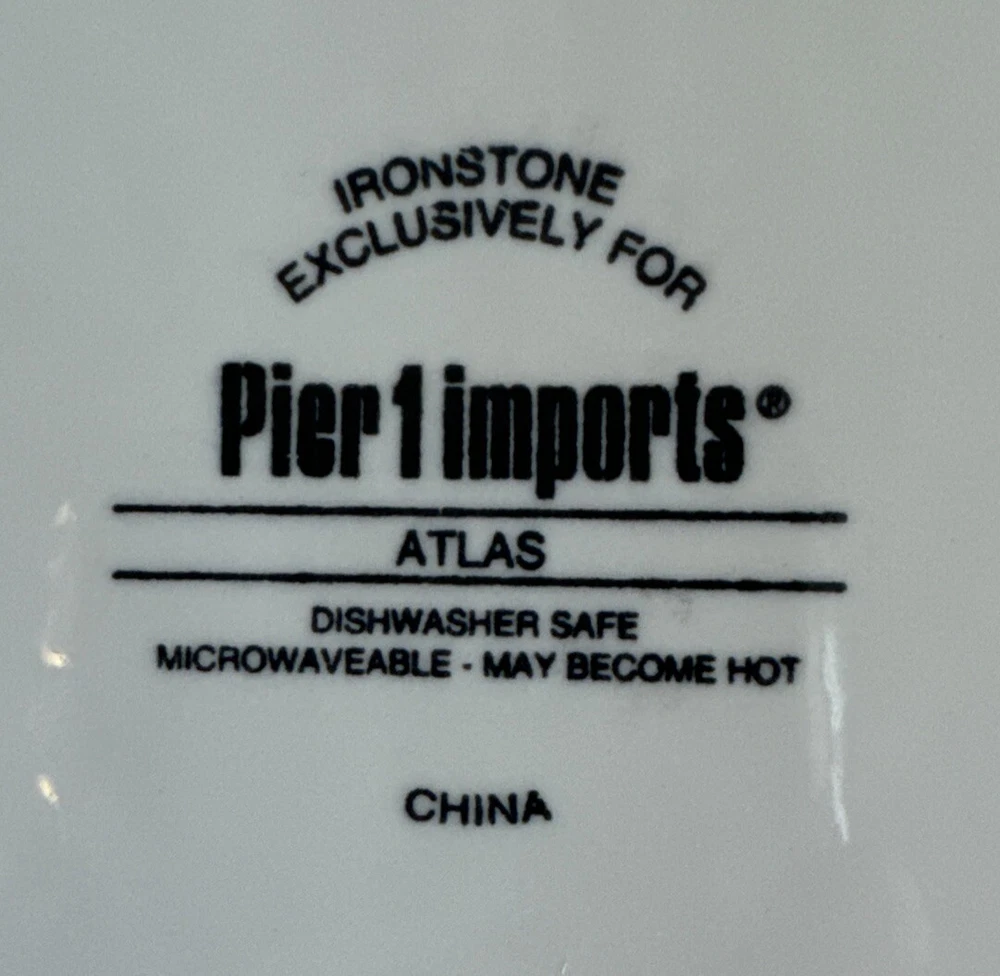 IRONSTONE
EXCLUSIVELY FOR
Pier 1 imports®
ATLAS
DISHWASHER SAFE
MICROWAVEABLE - MAY BECOME HOT
CHINA